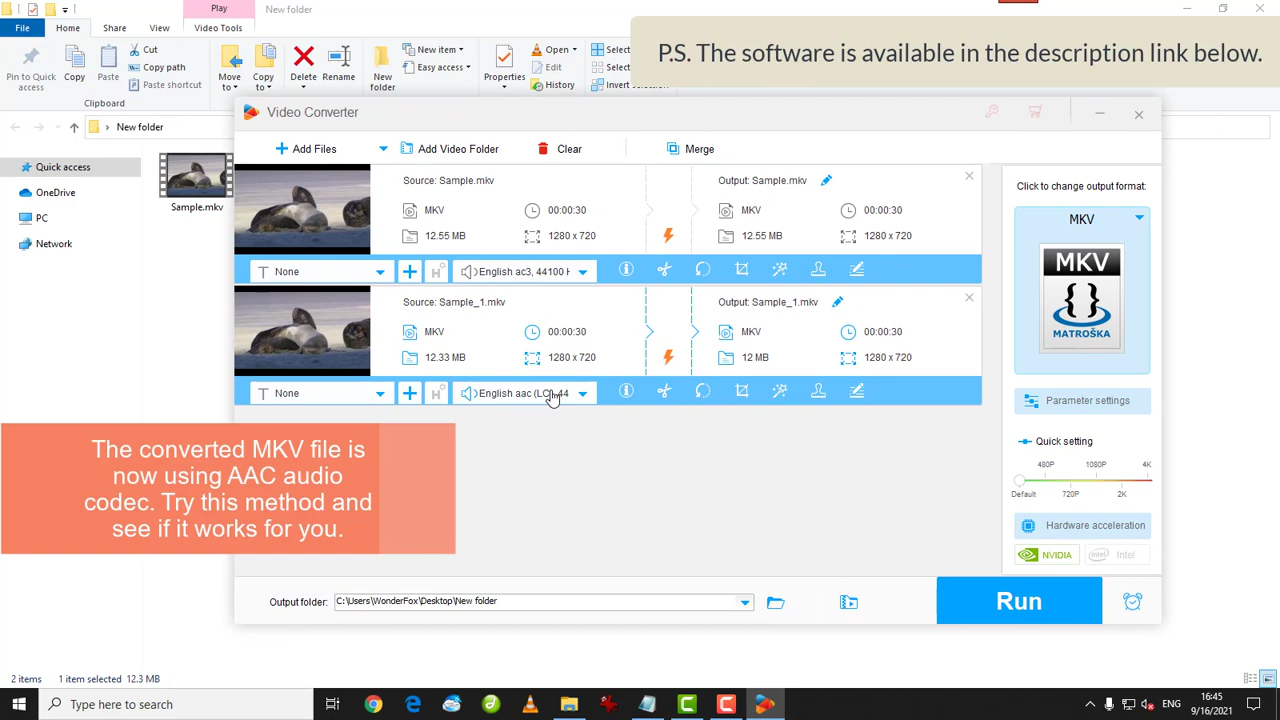 Play
New folder
File
Home
Share
View
Video Tools
Pin to Quick access
Copy
Paste
Cut
Copy path
Paste shortcut
Clipboard
Move to
Copy to
Delete
Rename
New folder
New item
Easy access
Properties
Open
Edit
History
Select
Select
Invert selection
P.S. The software is available in the description link below.
New folder
Quick access
OneDrive
PC
Network
Sample.mkv
Video Converter
Add Files
Add Video Folder
Clear
Merge
Source: Sample.mkv
MKV
00:00:30
12.55 MB
1280 x 720
Output: Sample.mkv
MKV
00:00:30
12.55 MB
1280 x 720
T None
English ac3, 44100 H
Source: Sample_1.mkv
MKV
00:00:30
12.33 MB
1280 x 720
Output: Sample_1.mkv
MKV
00:00:30
12 MB
1280 x 720
T None
English aac (LC), 44
Click to change output format:
MKV
MKV
MATROŠKA
Parameter settings
Quick setting
480P 1080P 4K
Default 720P 2K
Hardware acceleration
NVIDIA
intel Intel
The converted MKV file is
now using AAC audio
codec. Try this method and
see if it works for you.
Output folder:
C:\Users\WonderFox\Desktop\New folder
Run
2 items
1 item selected 12.3 MB
Type here to search
ENG
16:45
9/16/2021